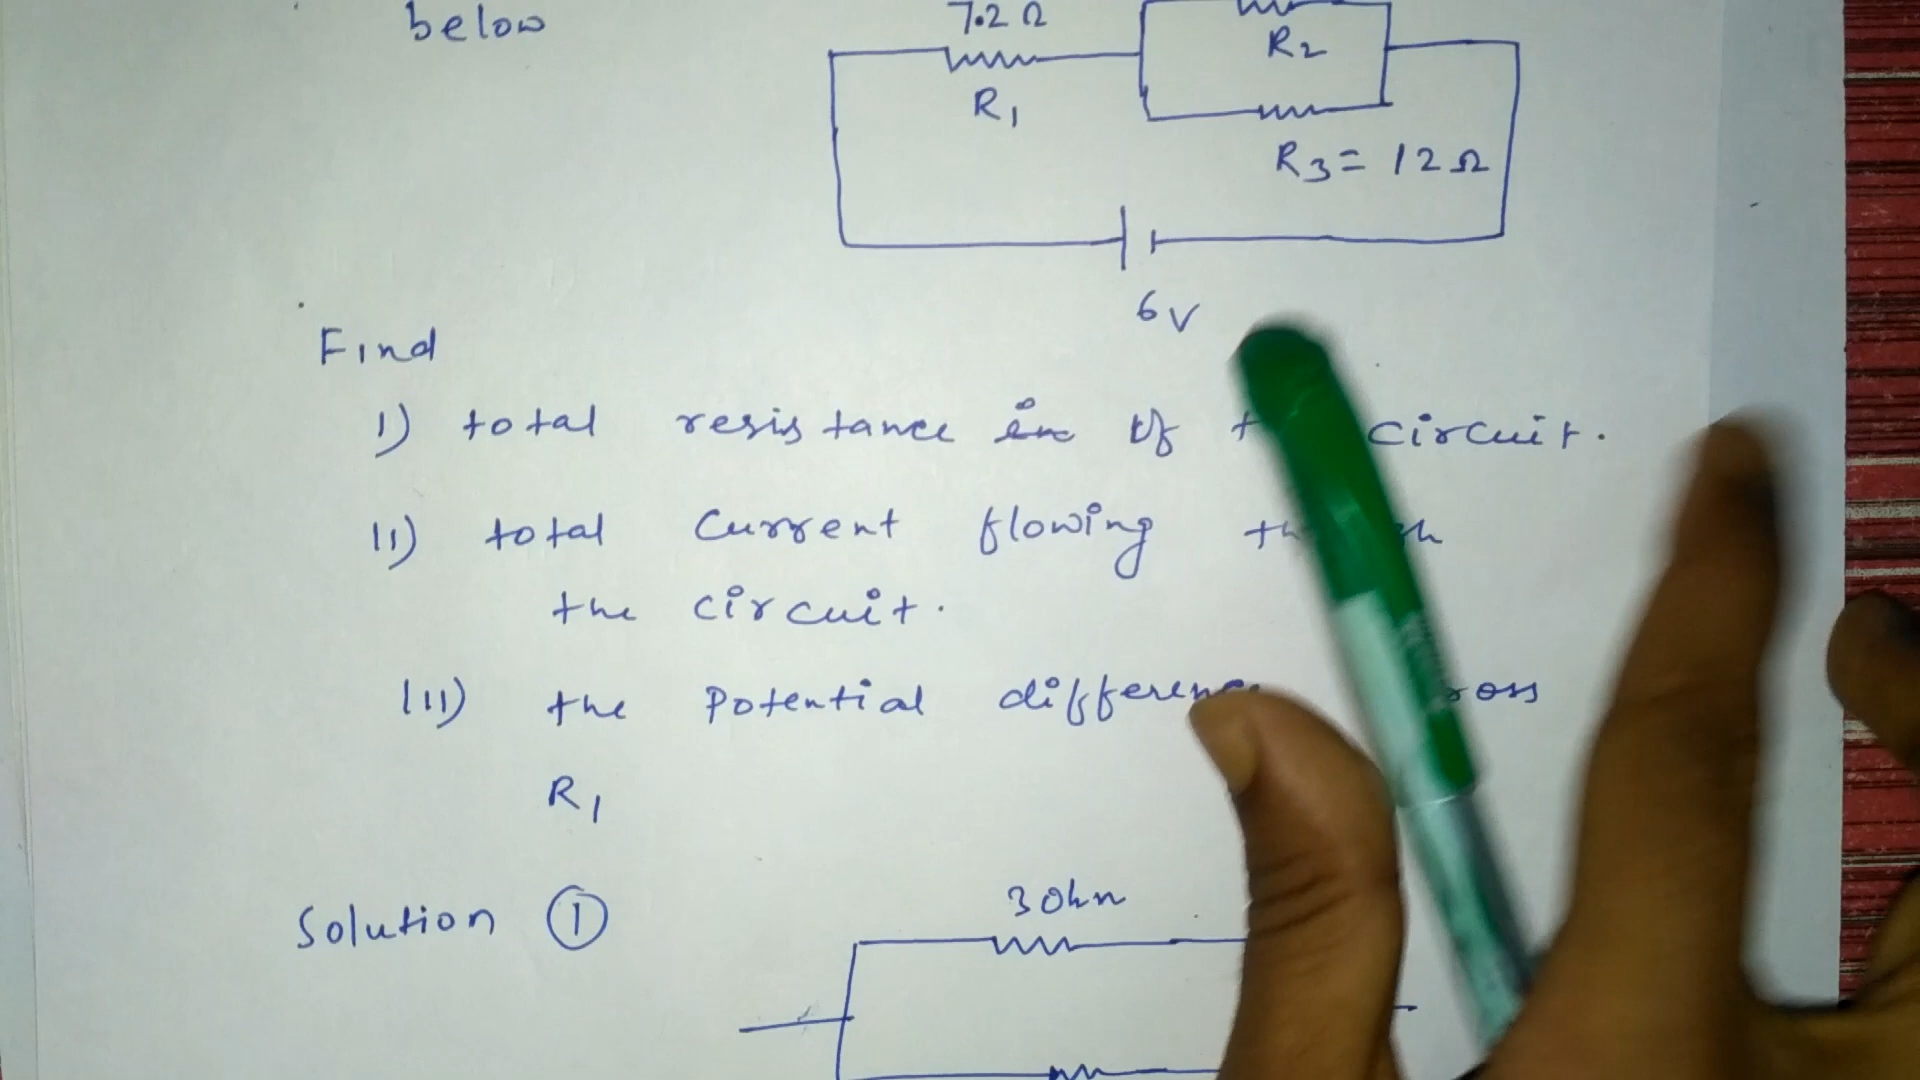 below
7.2 Ω
R2
R1
R3 = 12 Ω
6V
Find
1) total resistance in of circuit.
11) total Current flowing
the circuit.
111) the Potential
R1
Solution 1
3 Ohm